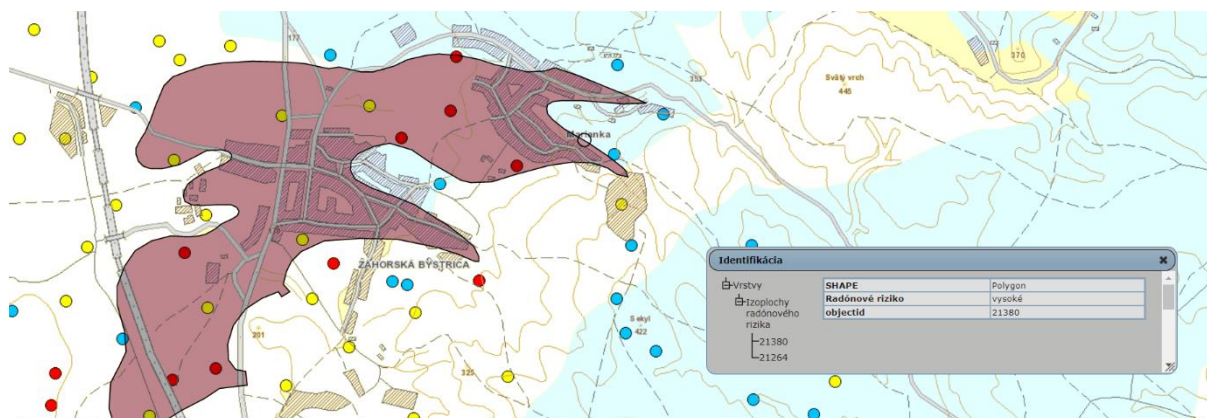 177
353
370
Svätý vrch
445
Marianka
ZÁHORSKÁ BYSTRICA
201
325
Sekyl
422
Identifikácia
Vrstvy
Izoplochy
radónového
rizika
21380
21264
SHAPE Polygon
Radónové riziko vysoké
objectid 21380